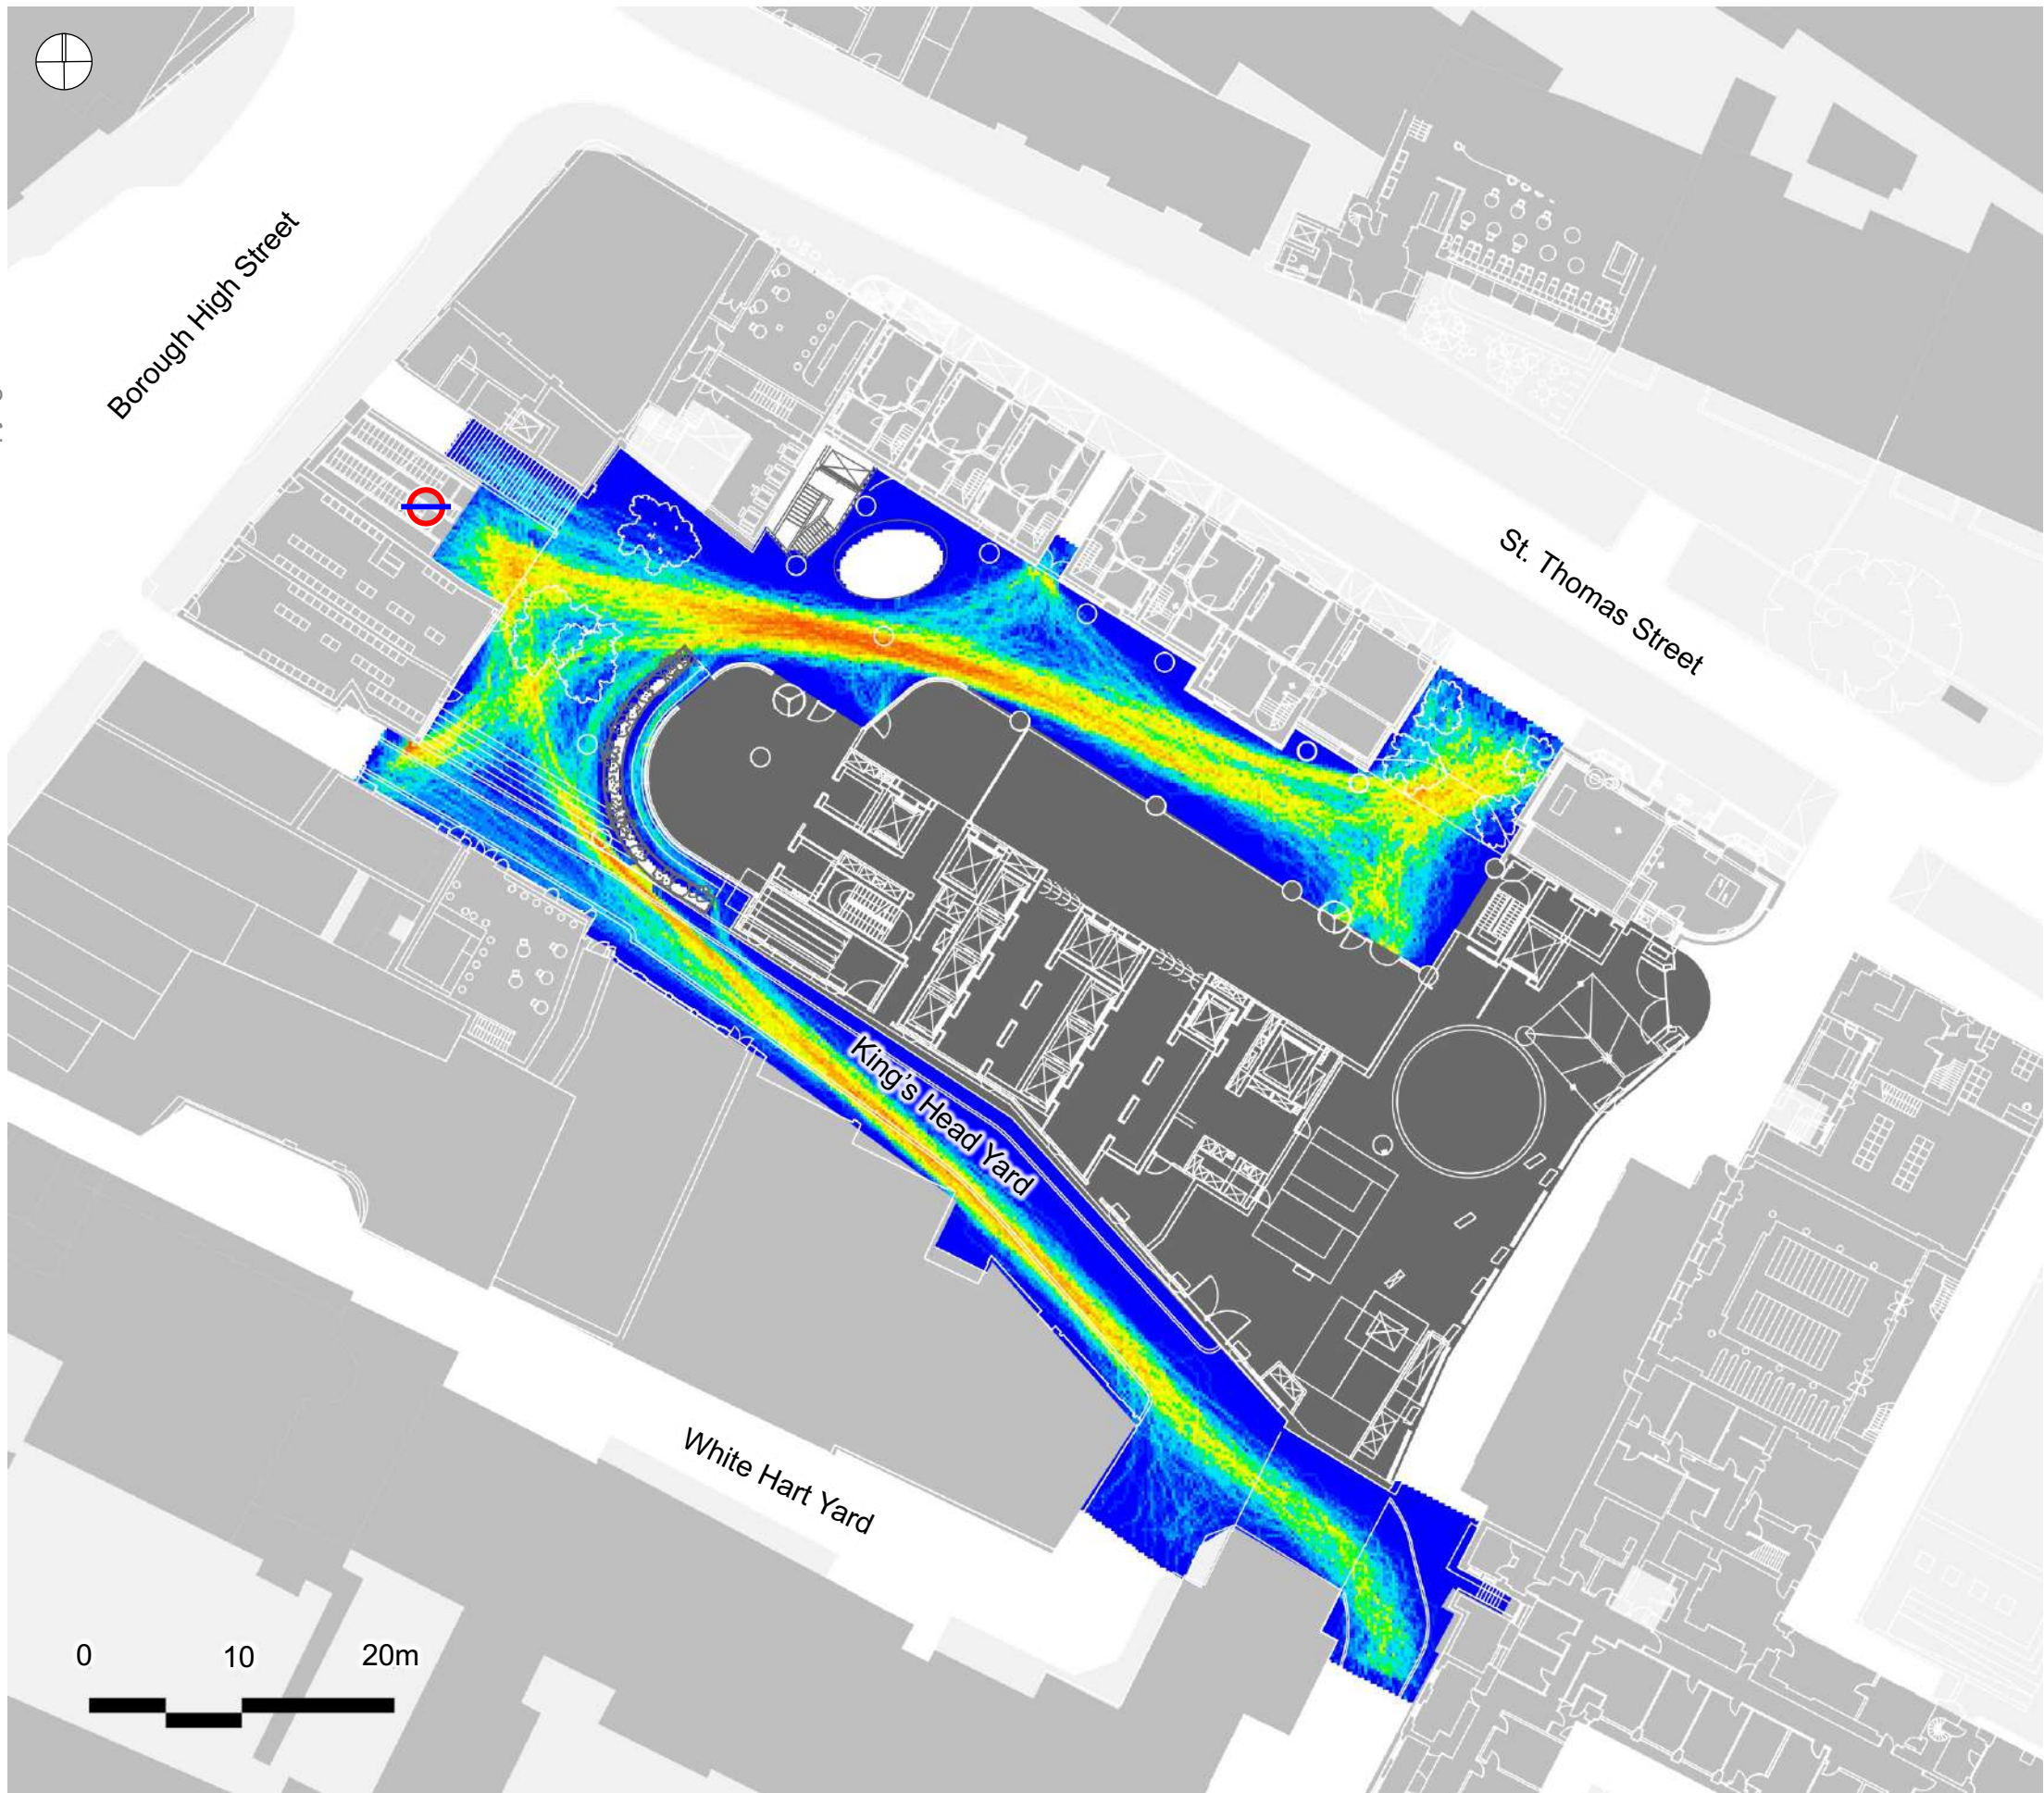 Borough High Street
St. Thomas Street
King's Head Yard
White Hart Yard
0 10 20m